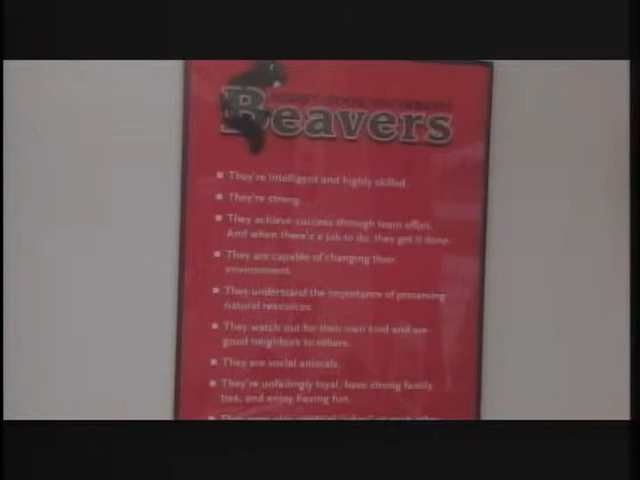 STATE UNIVERSITY
Beavers
They're intelligent and highly skilled.
They're strong.
They achieve success through team effort.
And when there's a job to do, they get it done.
They are capable of changing their
environment.
They understand the importance of preserving
natural resources.
They watch out for their own kind and are
good neighbors to others.
They are social animals.
They're unfailingly loyal, have strong family
ties, and enjoy having fun.